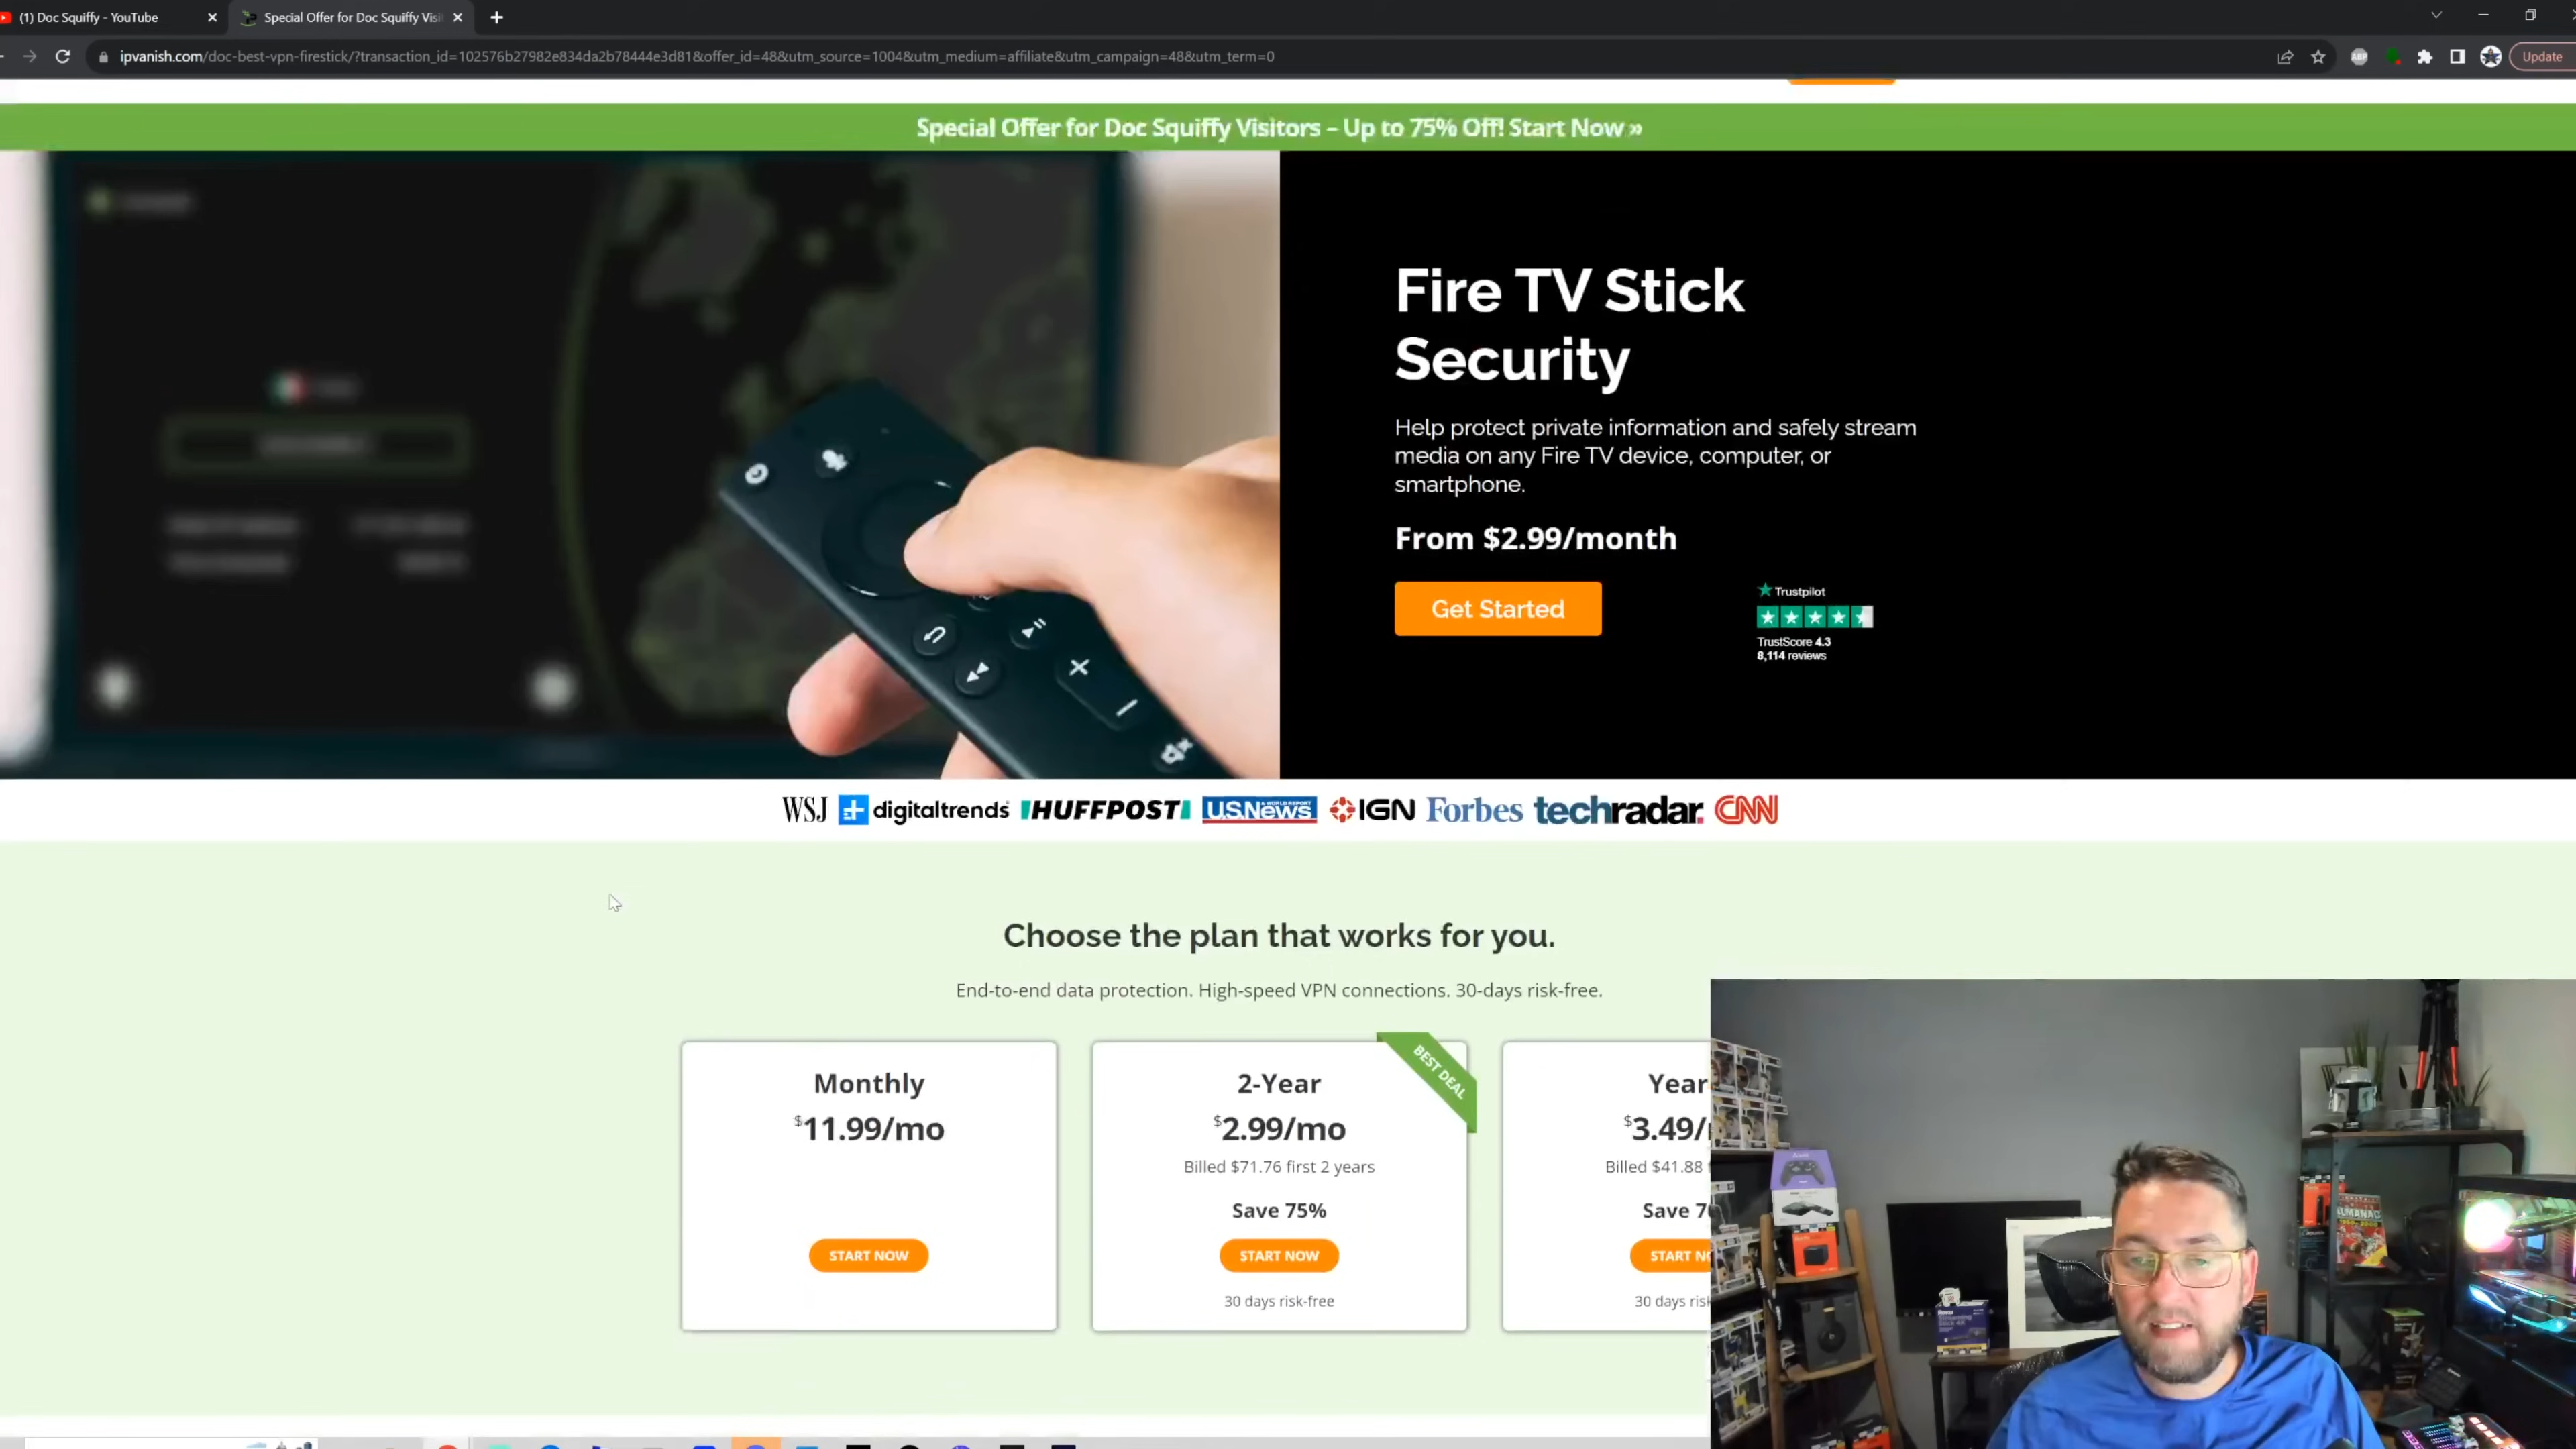 (1) Doc Squiffy - YouTube
Special Offer for Doc Squiffy Visi
ipvanish.com/doc-best-vpn-firestick/?transaction_id=102576b27982e834da2b78444e3d81&offer_id=48&utm_source=1004&utm_medium=affiliate&utm_campaign=48&utm_term=0
ABP
Update
Special Offer for Doc Squiffy Visitors – Up to 75% Off! Start Now »
Fire TV Stick
Security
Help protect private information and safely stream
media on any Fire TV device, computer, or
smartphone.
From $2.99/month
Get Started
Trustpilot
TrustScore 4.3
8,114 reviews
WSJ digitaltrends HUFFPOST U.S.News IGN Forbes techradar. CNN
Choose the plan that works for you.
End-to-end data protection. High-speed VPN connections. 30-days risk-free.
Monthly
$11.99/mo
START NOW
BEST DEAL
2-Year
$2.99/mo
Billed $71.76 first 2 years
Save 75%
START NOW
30 days risk-free
Year
$3.49/
Billed $41.88
Save 7
START N
30 days risk